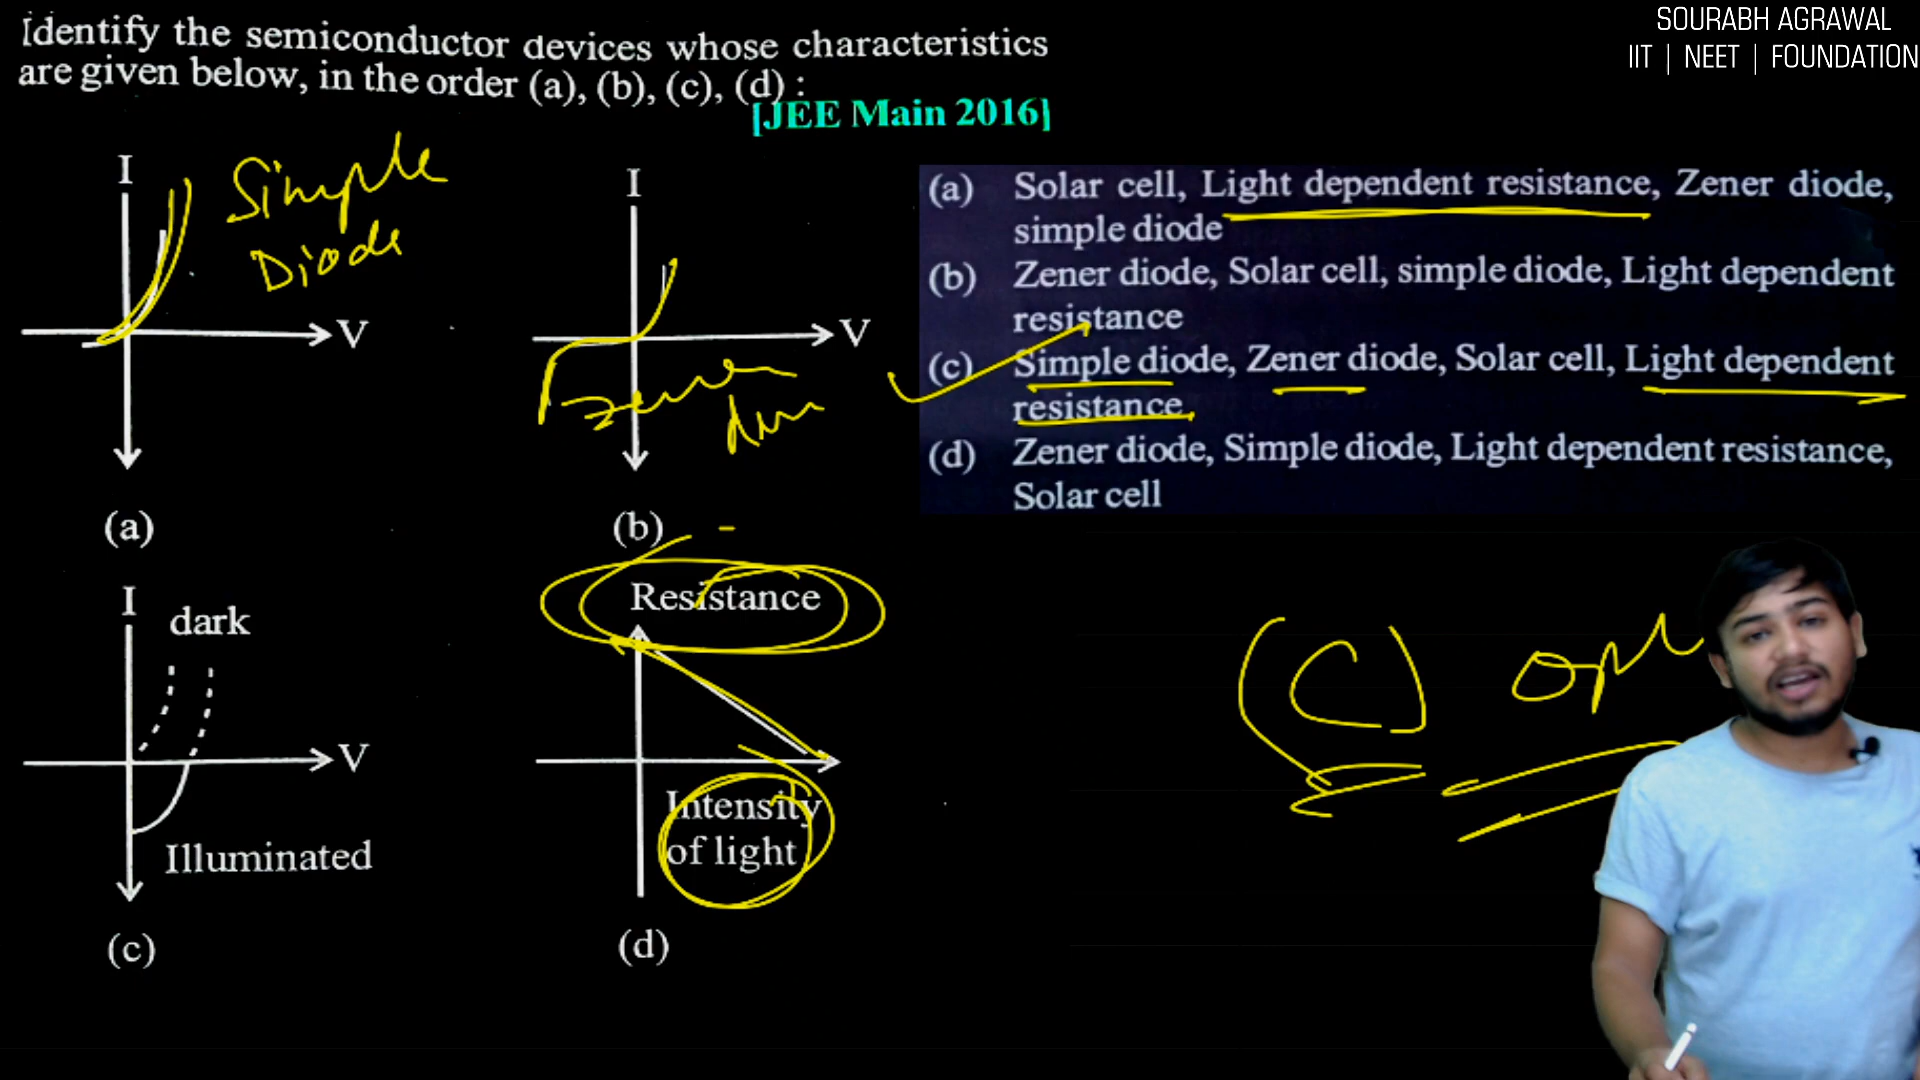 SOURABH AGRAWAL
IIT | NEET | FOUNDATION
Identify the semiconductor devices whose characteristics
are given below, in the order (a), (b), (c), (d) :
[JEE Main 2016]
I
V
Simple
Diode
(a)
I
V
Zener
(b)
I
dark
V
Illuminated
(c)
Resistance
Intensity
of light
(d)
(a) Solar cell, Light dependent resistance, Zener diode,
simple diode
(b) Zener diode, Solar cell, simple diode, Light dependent
resistance
(c) Simple diode, Zener diode, Solar cell, Light dependent
resistance.
(d) Zener diode, Simple diode, Light dependent resistance,
Solar cell
(C)